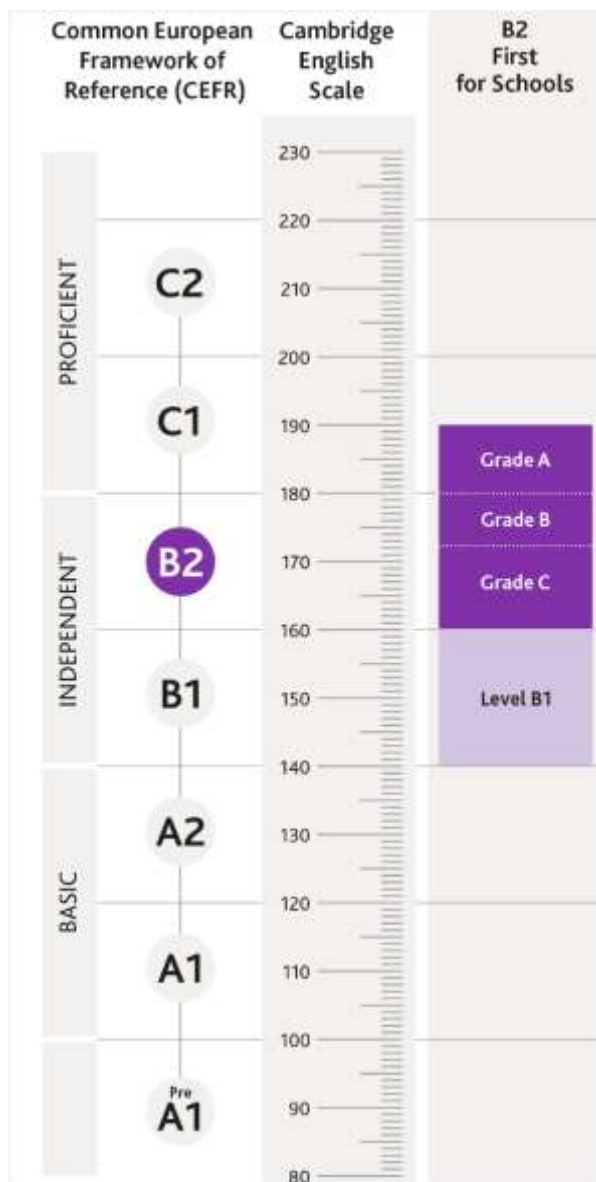 Common European
Framework of
Reference (CEFR)
Cambridge
English
Scale
B2
First
for Schools
PROFICIENT
INDEPENDENT
BASIC
C2
C1
B2
B1
A2
A1
Pre
A1
230
220
210
200
190
180
170
160
150
140
130
120
110
100
90
80
Grade A
Grade B
Grade C
Level B1